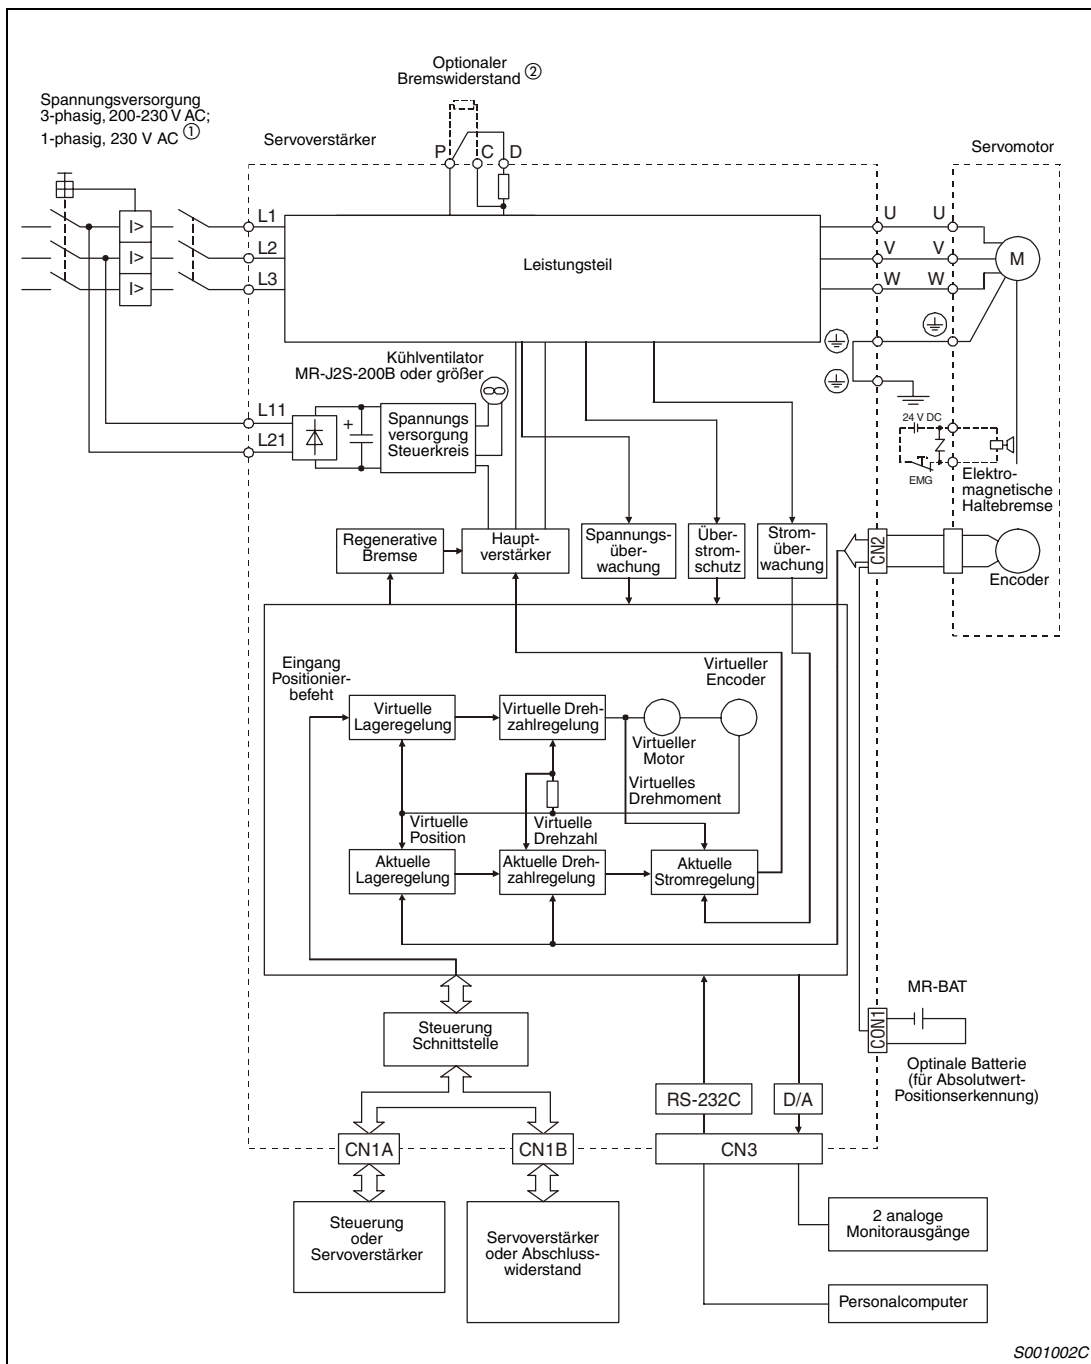 Optionaler
Bremswiderstand ②
Spannungsversorgung
3-phasig, 200-230 V AC;
1-phasig, 230 V AC ①
Servoverstärker
P
C
D
Servomotor
I>
L1
U
U
I>
L2
Leistungsteil
V
V
M
I>
L3
W
W
Kühlventilator
MR-J2S-200B oder größer
L11
L21
+
Spannungs
versorgung
Steuerkreis
24 V DC
EMG
Elektro-
magnetische
Haltebremse
Regenerative
Bremse
Haupt-
verstärker
Spannungs-
über-
wachung
Über-
strom-
schutz
Strom-
über-
wachung
CN2
Encoder
Eingang
Positionier-
befeht
Virtueller
Encoder
Virtuelle
Lageregelung
Virtuelle Dreh-
zahlregelung
Virtueller
Motor
Virtuelles
Drehmoment
Virtuelle
Position
Virtuelle
Drehzahl
Aktuelle
Lageregelung
Aktuelle Dreh-
zahlregelung
Aktuelle
Stromregelung
MR-BAT
CON1
Steuerung
Schnittstelle
Optinale Batterie
(für Absolutwert-
Positionserkennung)
RS-232C
D/A
CN1A
CN1B
CN3
Steuerung
oder
Servoverstärker
Servoverstärker
oder Abschluss-
widerstand
2 analoge
Monitorausgänge
Personalcomputer
S001002C